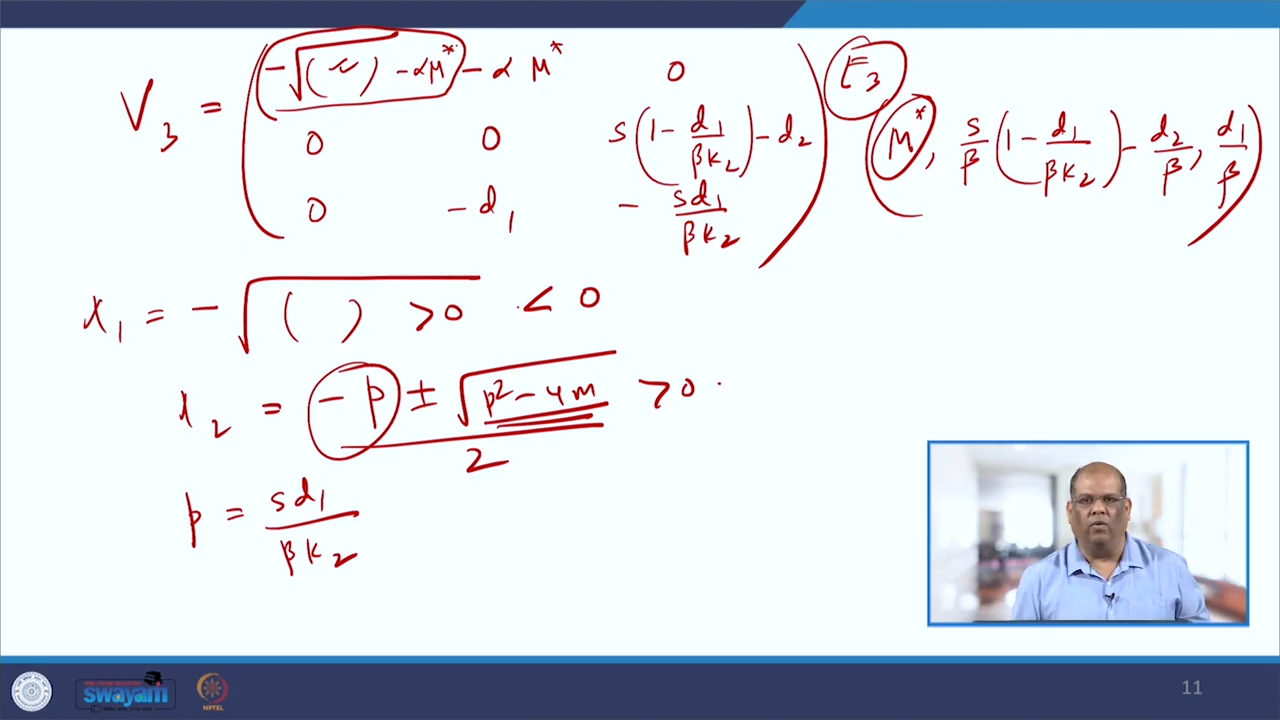 V₃ = ( -√(~) - αM* - αM* 0 ) E₃
0 0 s(1 - d₁/βk₂) - d₂ (M*, s/β(1 - d₁/βk₂) - d₂/β, d₁/β)
0 -d₁ - sd₁/βk₂
λ₁ = - √( ) > 0 < 0
λ₂ = (-p ± √(p² - 4m))/2 > 0
p = sd₁/βk₂
swayam
NPTEL
11